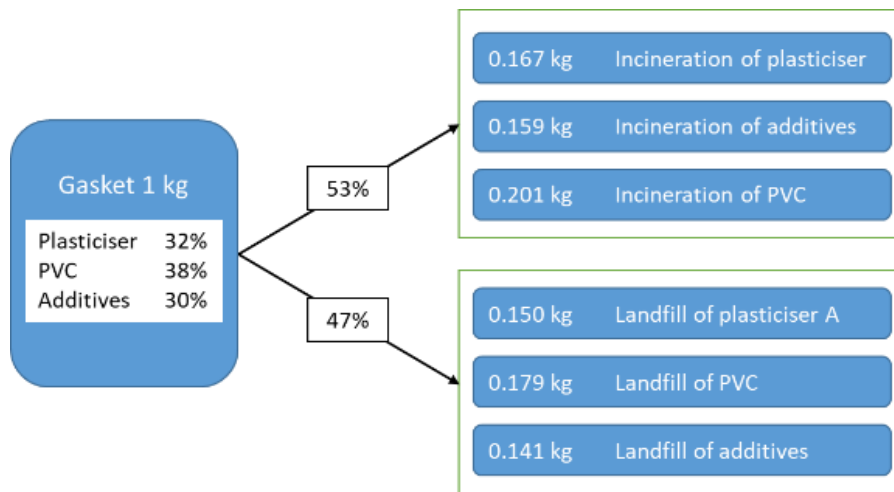 Gasket 1 kg
Plasticiser 32%
PVC 38%
Additives 30%
53%
47%
0.167 kg Incineration of plasticiser
0.159 kg Incineration of additives
0.201 kg Incineration of PVC
0.150 kg Landfill of plasticiser A
0.179 kg Landfill of PVC
0.141 kg Landfill of additives